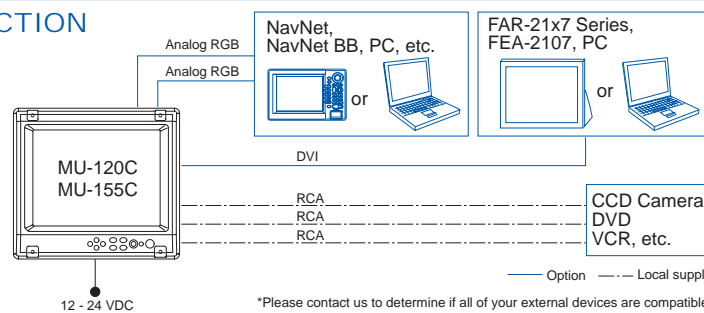 CTION
Analog RGB
Analog RGB
NavNet,
NavNet BB, PC, etc.
or
FAR-21x7 Series,
FEA-2107, PC
or
MU-120C
MU-155C
DVI
RCA
RCA
RCA
CCD Camera
DVD
VCR, etc.
Option
Local suppl
12 - 24 VDC
*Please contact us to determine if all of your external devices are compatible